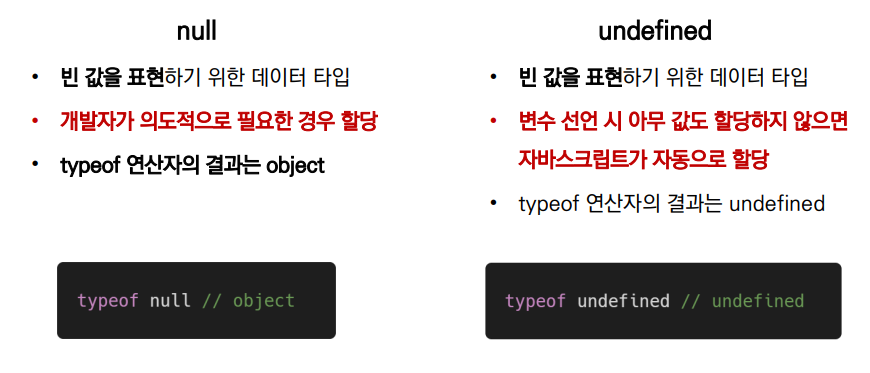 null
• 빈 값을 표현하기 위한 데이터 타입
• 개발자가 의도적으로 필요한 경우 할당
• typeof 연산자의 결과는 object
typeof null // object
undefined
• 빈 값을 표현하기 위한 데이터 타입
• 변수 선언 시 아무 값도 할당하지 않으면
자바스크립트가 자동으로 할당
• typeof 연산자의 결과는 undefined
typeof undefined // undefined